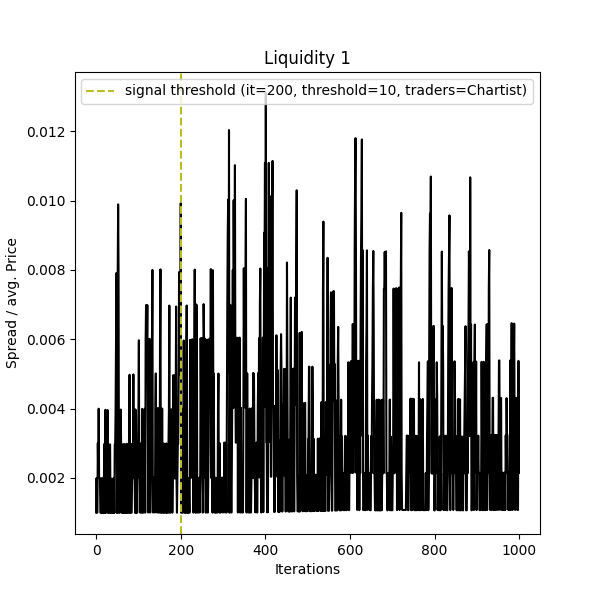 Liquidity 1
signal threshold (it=200, threshold=10, traders=Chartist)
Spread / avg. Price
0.012
0.010
0.008
0.006
0.004
0.002
0 200 400 600 800 1000
Iterations